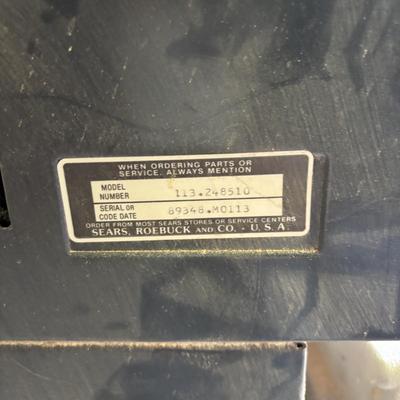 WHEN ORDERING PARTS OR
SERVICE, ALWAYS MENTION
MODEL
NUMBER 113.248510
SERIAL OR
CODE DATE 89348.M0113
ORDER FROM MOST SEARS STORES OR SERVICE CENTERS
SEARS, ROEBUCK AND CO. - U.S.A.